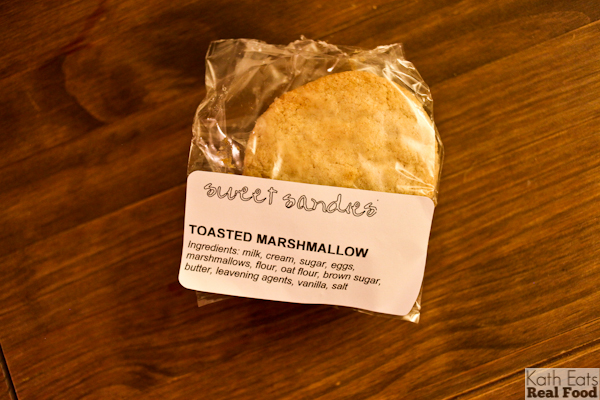 sweet sandies
TOASTED MARSHMALLOW
Ingredients: milk, cream, sugar, eggs,
marshmallows, flour, oat flour, brown sugar,
butter, leavening agents, vanilla, salt
Kath Eats
Real Food